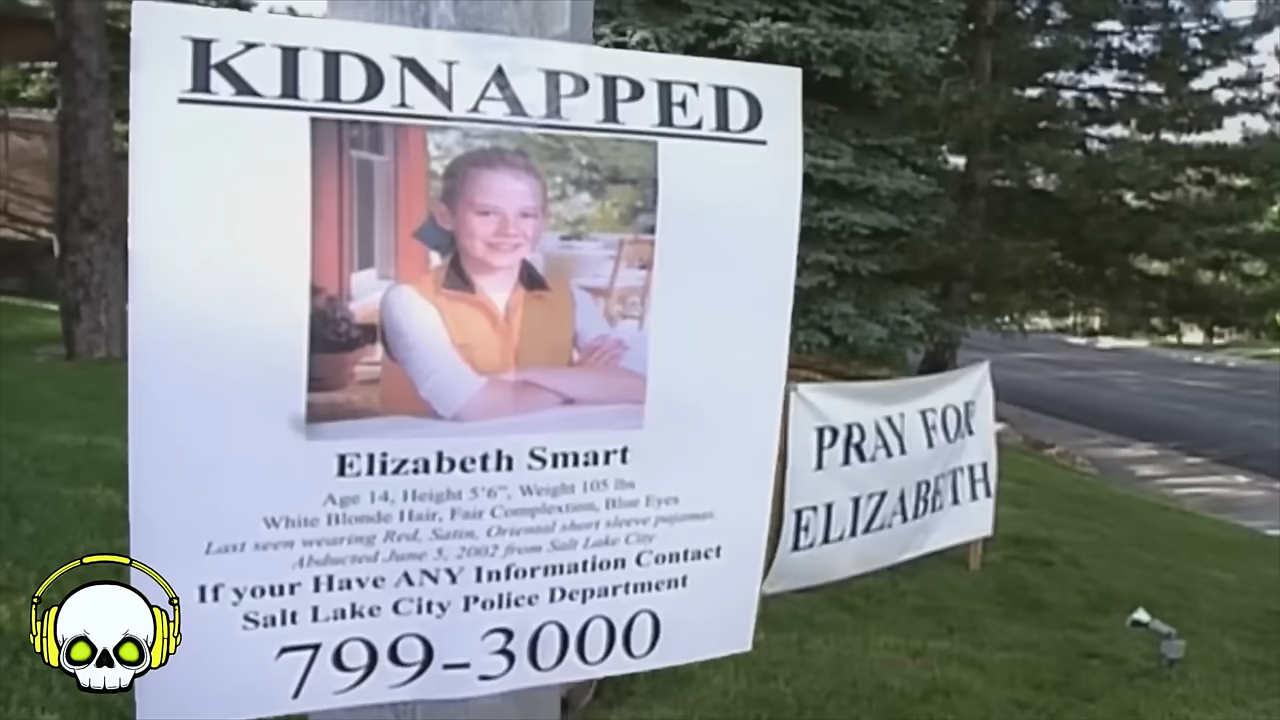 KIDNAPPED
Elizabeth Smart
Age 14, Height 5'6", Weight 105 lbs
White Blonde Hair, Fair Complextion, Blue Eyes
Last seen wearing Red, Satin, Oriental short sleeve pajamas
Abducted June 5, 2002 from Salt Lake City
If your Have ANY Information Contact
Salt Lake City Police Department
799-3000
PRAY FOR
ELIZABETH